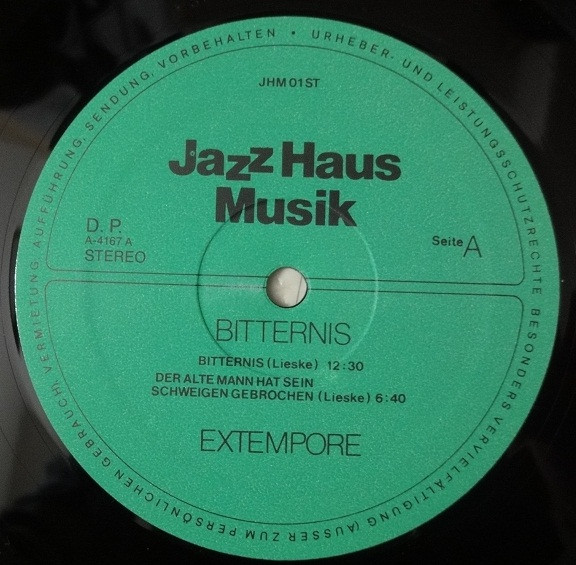 URHEBER- UND LEISTUNGSSCHUTZRECHTE BESONDERS VERVIELFÄLTIGUNG (AUSSER ZUM PERSÖNLICHEN GEBRAUCH) VERMIETUNG, AUFFÜHRUNG, SENDUNG, VORBEHALTEN •
JHM 01 ST
Jazz Haus
Musik
D. P.
A-4167 A
STEREO
Seite A
BITTERNIS
BITTERNIS (Lieske) 12:30
DER ALTE MANN HAT SEIN
SCHWEIGEN GEBROCHEN (Lieske) 6:40
EXTEMPORE